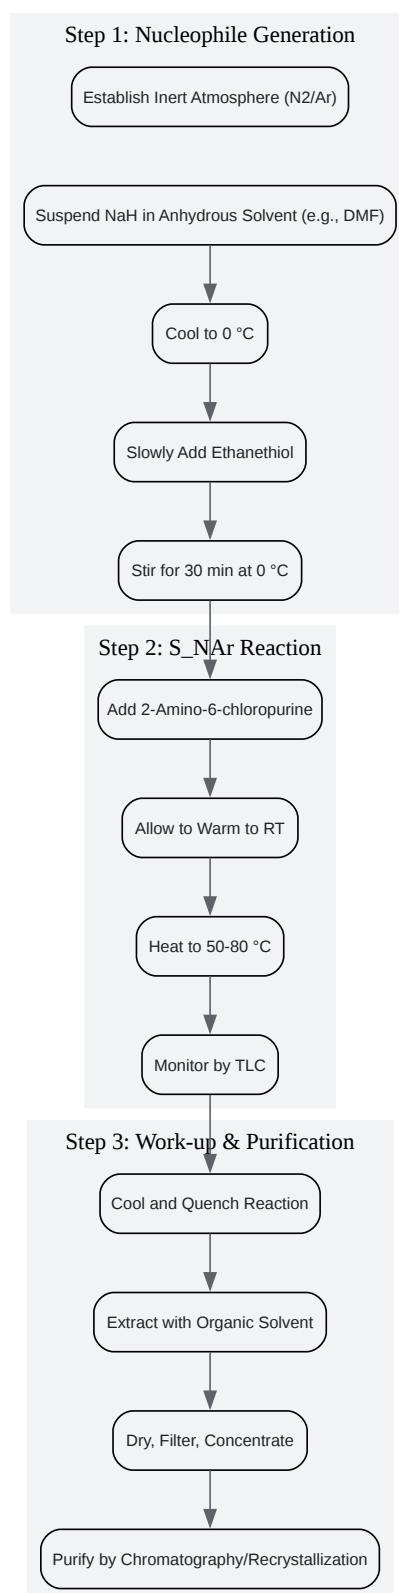 Step 1: Nucleophile Generation
Establish Inert Atmosphere (N2/Ar)
Suspend NaH in Anhydrous Solvent (e.g., DMF)
Cool to 0 °C
Slowly Add Ethanethiol
Stir for 30 min at 0 °C
Step 2: S_NAr Reaction
Add 2-Amino-6-chloropurine
Allow to Warm to RT
Heat to 50-80 °C
Monitor by TLC
Step 3: Work-up & Purification
Cool and Quench Reaction
Extract with Organic Solvent
Dry, Filter, Concentrate
Purify by Chromatography/Recrystallization